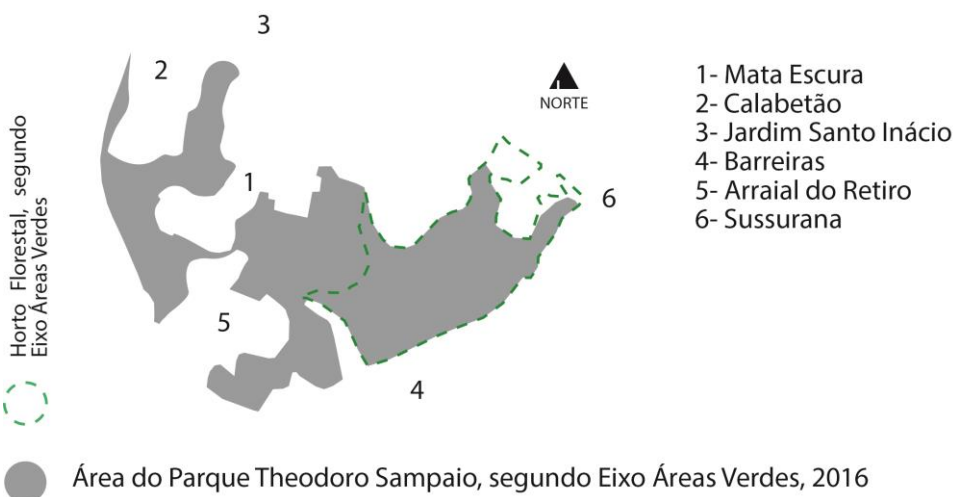 3
2
NORTE
1- Mata Escura
2- Calabetão
3- Jardim Santo Inácio
4- Barreiras
5- Arraial do Retiro
6- Sussurana
1
6
5
4
Horto Florestal, segundo
Eixo Áreas Verdes
Área do Parque Theodoro Sampaio, segundo Eixo Áreas Verdes, 2016